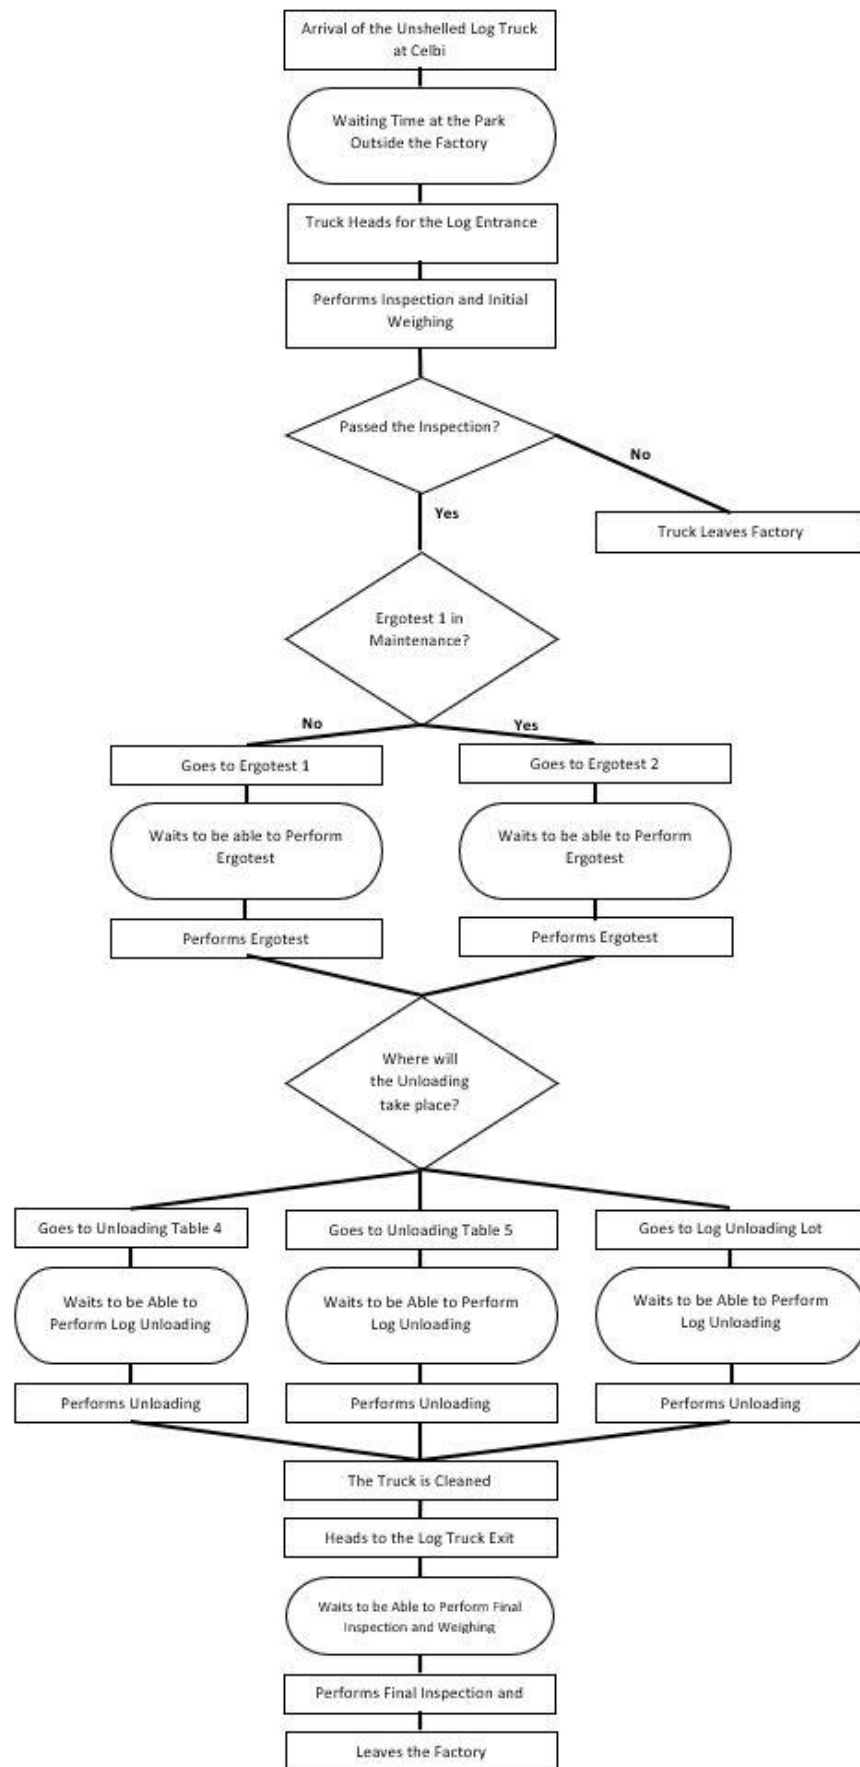 Arrival of the Unshelled Log Truck
at Celbi
Waiting Time at the Park
Outside the Factory
Truck Heads for the Log Entrance
Performs Inspection and Initial
Weighing
Passed the Inspection?
No
Yes
Truck Leaves Factory
Ergotest 1 in
Maintenance?
No
Yes
Goes to Ergotest 1
Goes to Ergotest 2
Waits to be able to Perform
Ergotest
Waits to be able to Perform
Ergotest
Performs Ergotest
Performs Ergotest
Where will
the Unloading
take place?
Goes to Unloading Table 4
Goes to Unloading Table 5
Goes to Log Unloading Lot
Waits to be Able to
Perform Log Unloading
Waits to be Able to Perform
Log Unloading
Waits to be Able to Perform
Log Unloading
Performs Unloading
Performs Unloading
Performs Unloading
The Truck is Cleaned
Heads to the Log Truck Exit
Waits to be Able to Perform Final
Inspection and Weighing
Performs Final Inspection and
Leaves the Factory